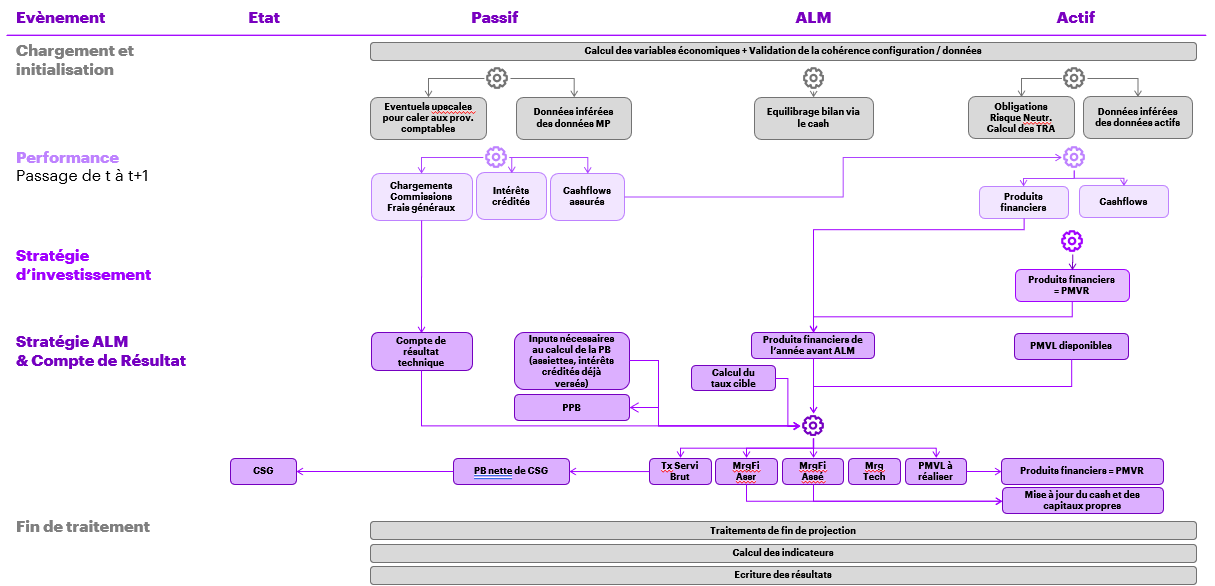 Evènement
Etat
Passif
ALM
Actif
Chargement et
initialisation
Calcul des variables économiques + Validation de la cohérence configuration / données
Eventuels upscales
pour caler aux prov.
comptables
Données inférées
des données MP
Equilibrage bilan via
le cash
Obligations
Risque Neutr.
Calcul des TRA
Données inférées
des données actifs
Performance
Passage de t à t+1
Chargements
Commissions
Frais généraux
Intérêts
crédités
Cashflows
assurés
Produits
financiers
Cashflows
Stratégie
d'investissement
Produits financiers
= PMVR
Stratégie ALM
& Compte de Résultat
Compte de
résultat
technique
Inputs nécessaires
au calcul de la PB
(assiettes, intérêts
crédités déjà
versés)
PPB
Produits financiers de
l'année avant ALM
Calcul du
taux cible
PMVL disponibles
CSG
PB nette de CSG
Tx Servi
Brut
MrgFi
Assr
MrgFi
Assé
Mrg
Tech
PMVL à
réaliser
Produits financiers = PMVR
Mise à jour du cash et des
capitaux propres
Fin de traitement
Traitements de fin de projection
Calcul des indicateurs
Ecriture des résultats